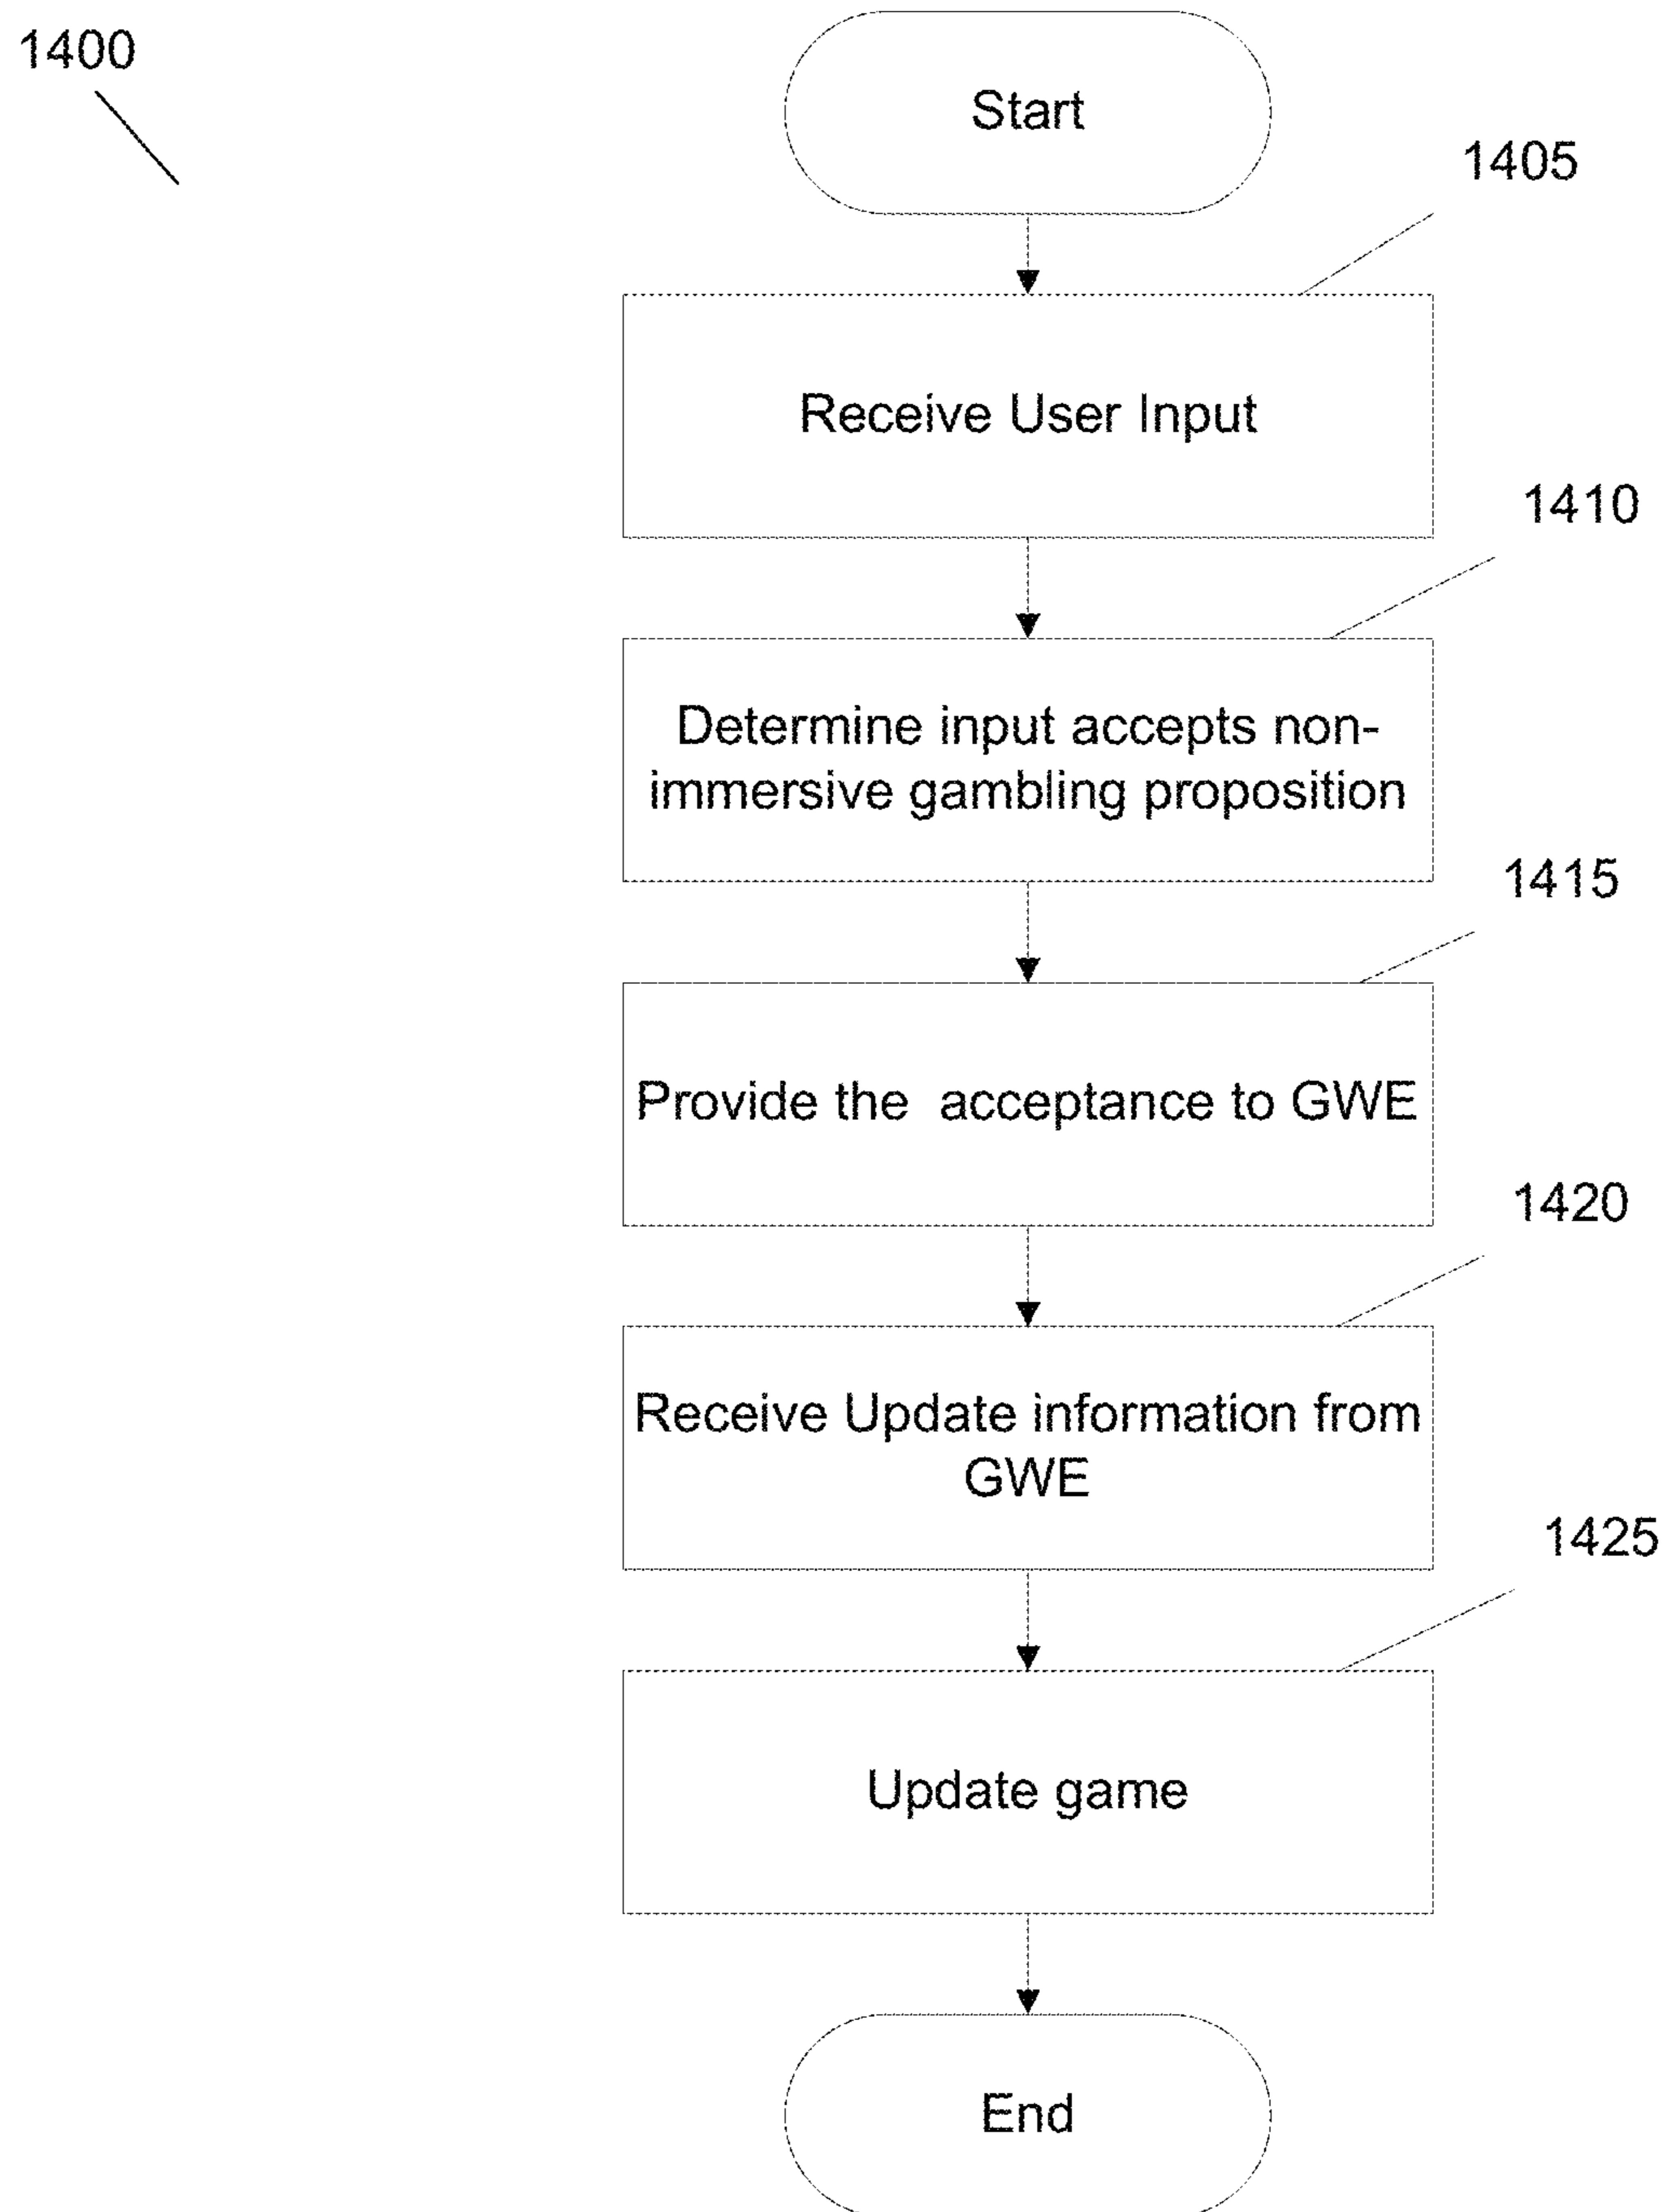 1400
Start
1405
Receive User Input
1410
Determine input accepts non-
immersive gambling proposition
1415
Provide the acceptance to GWE
1420
Receive Update information from
GWE
1425
Update game
End